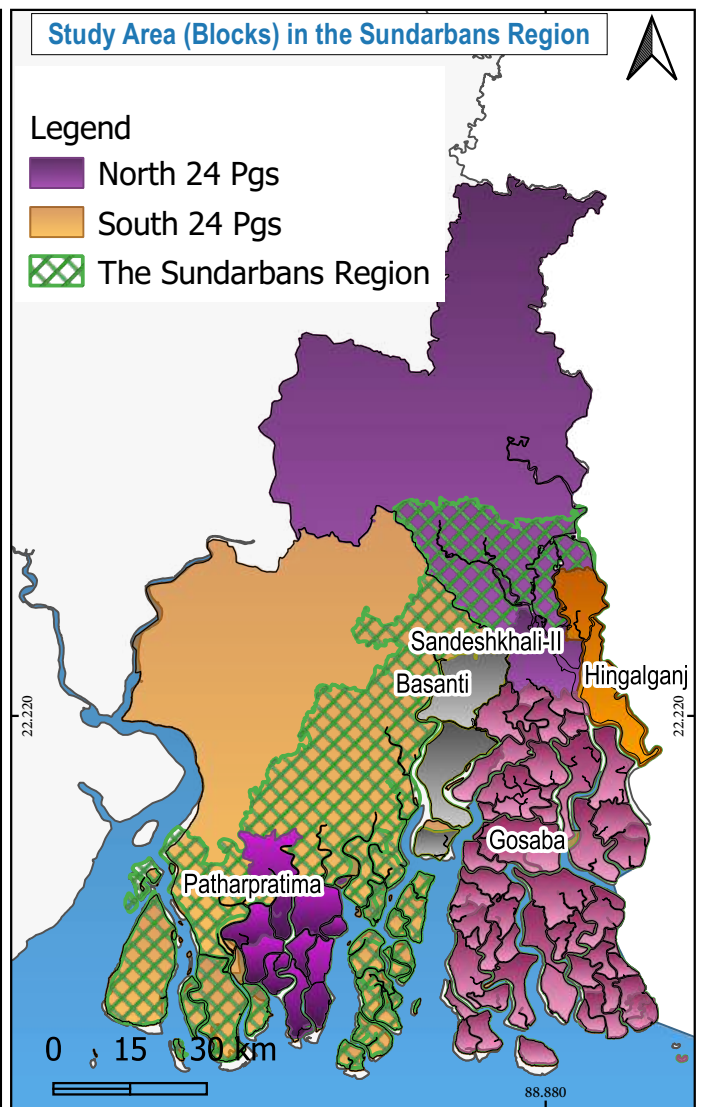 Study Area (Blocks) in the Sundarbans Region
Legend
North 24 Pgs
South 24 Pgs
The Sundarbans Region
Sandeshkhali-II
Basanti
Hingalganj
22.220
22.220
Gosaba
Patharpratima
0 15 30 km
88.880